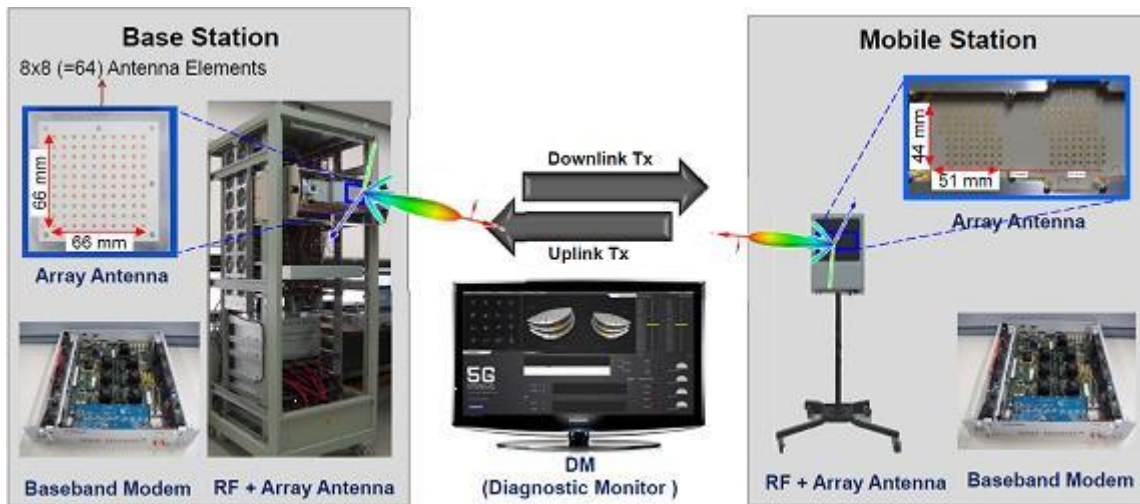 Base Station
8x8 (=64) Antenna Elements
66 mm
66 mm
Array Antenna
Baseband Modem
RF + Array Antenna
Downlink Tx
Uplink Tx
5G
DM
(Diagnostic Monitor )
Mobile Station
44 mm
51 mm
Array Antenna
RF + Array Antenna
Baseband Modem